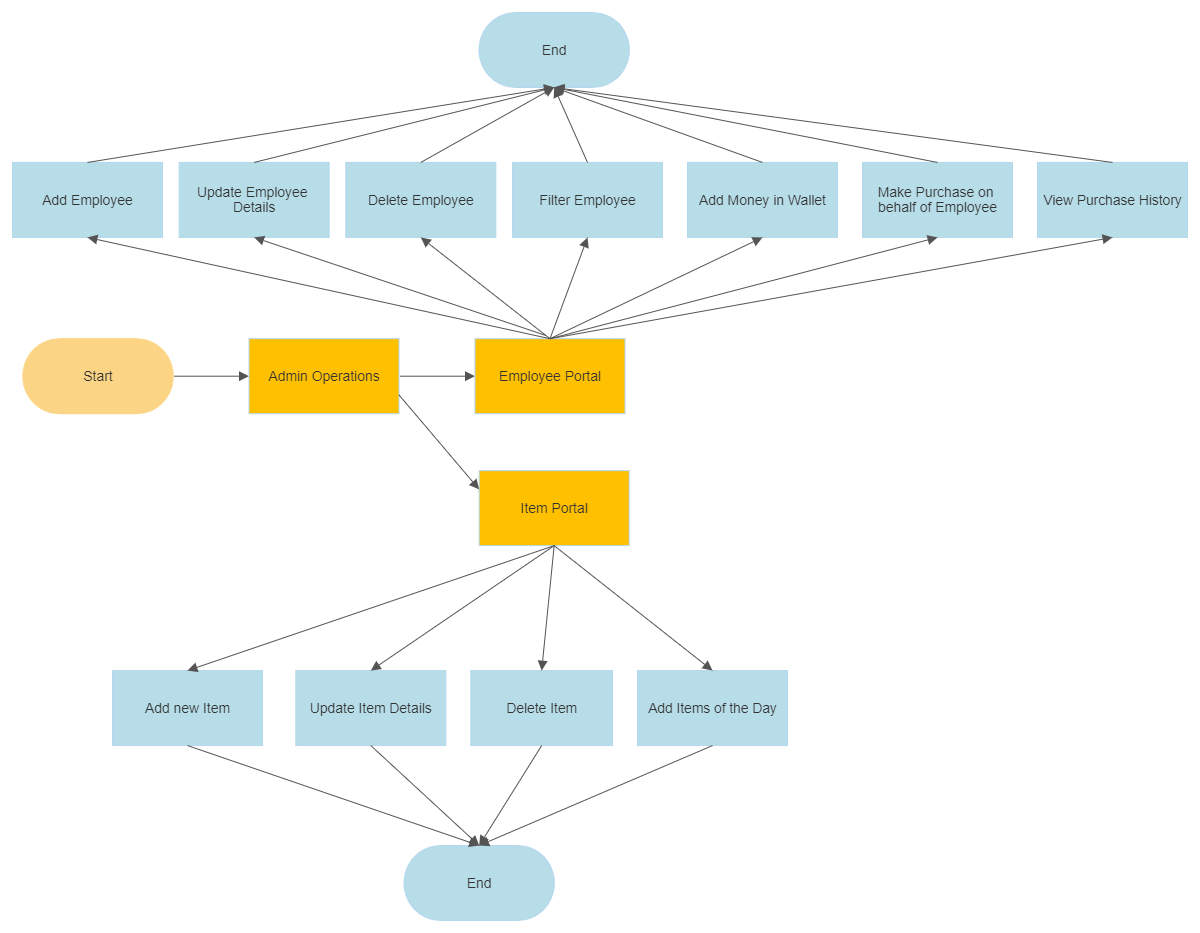 End
Add Employee
Update Employee
Details
Delete Employee
Filter Employee
Add Money in Wallet
Make Purchase on
behalf of Employee
View Purchase History
Start
Admin Operations
Employee Portal
Item Portal
Add new Item
Update Item Details
Delete Item
Add Items of the Day
End